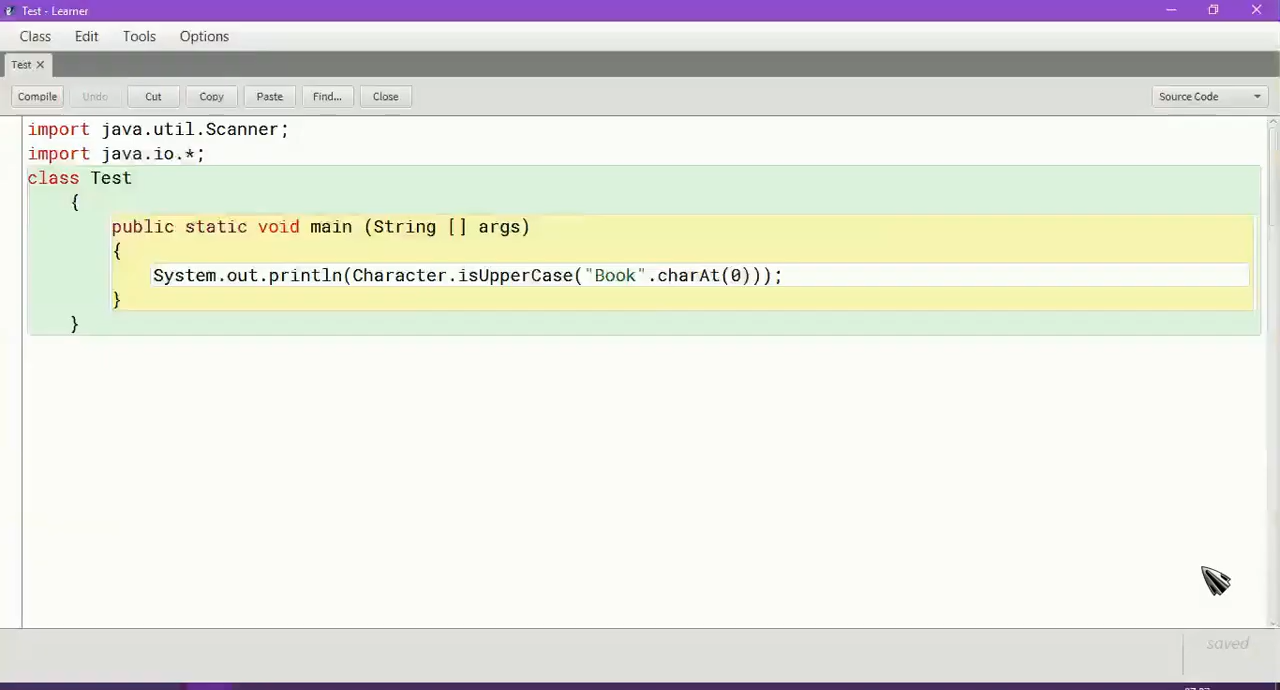 Test - Learner
Class Edit Tools Options
Test ×
Compile Undo Cut Copy Paste Find... Close Source Code
import java.util.Scanner;
import java.io.*;
class Test
{
public static void main (String [] args)
{
System.out.println(Character.isUpperCase("Book".charAt(0)));
}
}
saved